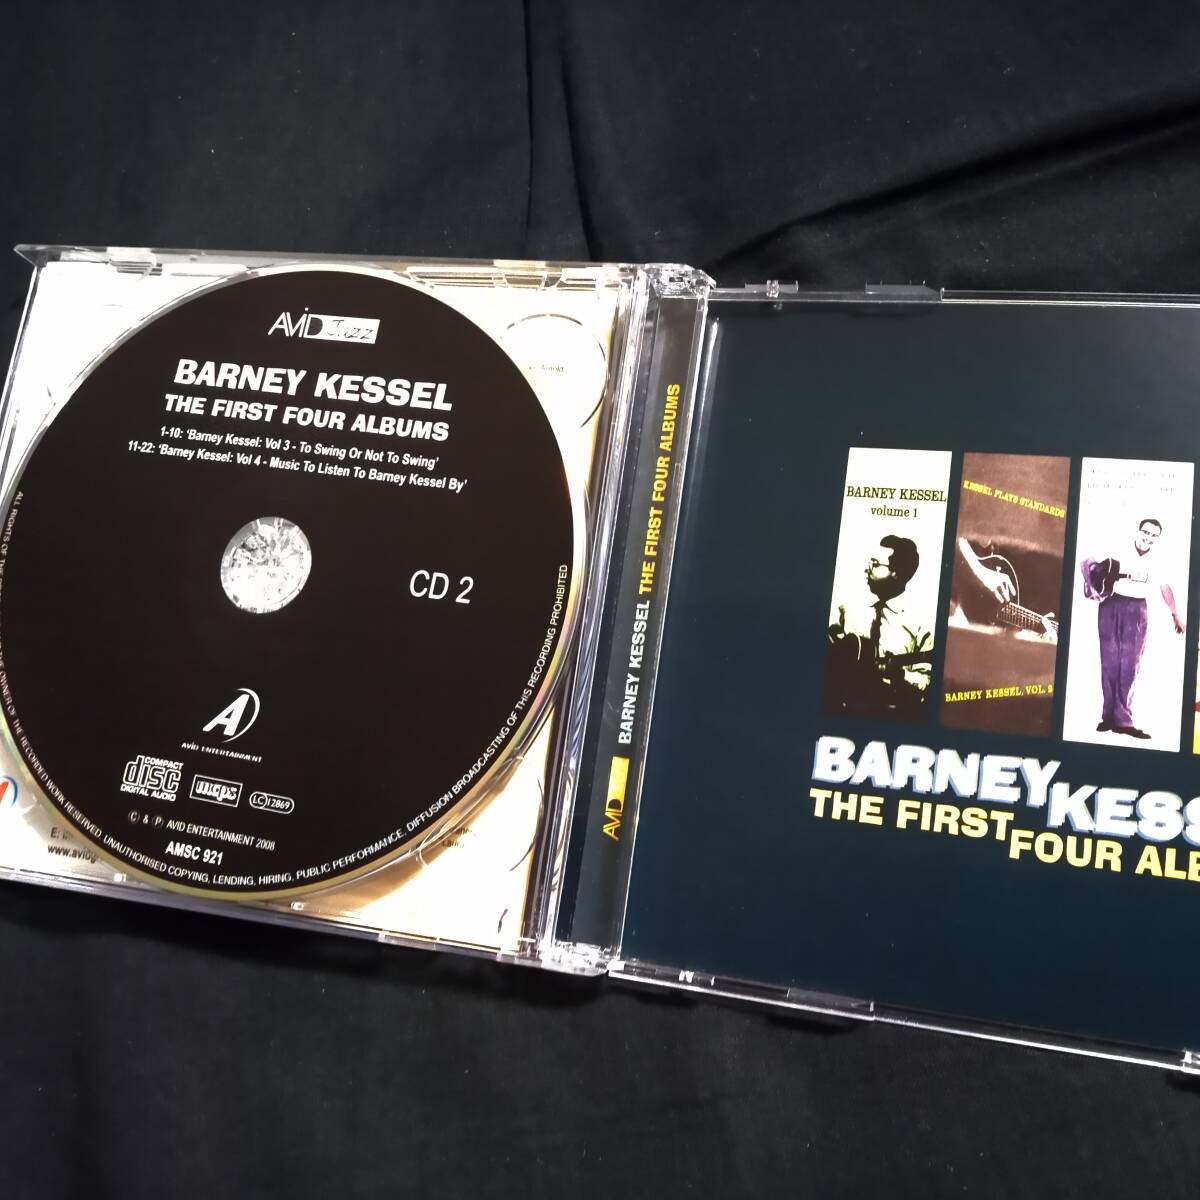 AViD Jazz
BARNEY KESSEL
THE FIRST FOUR ALBUMS
1-10: 'Barney Kessel: Vol 3 - To Swing Or Not To Swing'
11-22: 'Barney Kessel: Vol 4 - Music To Listen To Barney Kessel By'
CD 2
AViD ENTERTAINMENT
COMPACT
disc
DIGITAL AUDIO
mcps
LC 12869
© & ℗ AVID ENTERTAINMENT 2008
AMSC 921
OWNER OF THE RECORDED WORK RESERVED. UNAUTHORISED COPYING, LENDING, HIRING, PUBLIC PERFORMANCE, DIFFUSION BROADCASTING OF THIS RECORDING PROHIBITED
ALL RIGHTS OF THE
Arnold
BARNEY KESSEL THE FIRST FOUR ALBUMS
AViD
BARNEY KESSEL
volume 1
KESSEL PLAYS STANDARDS
BARNEY KESSEL, VOL. 2
BARNEY KESS
THE FIRST FOUR ALB